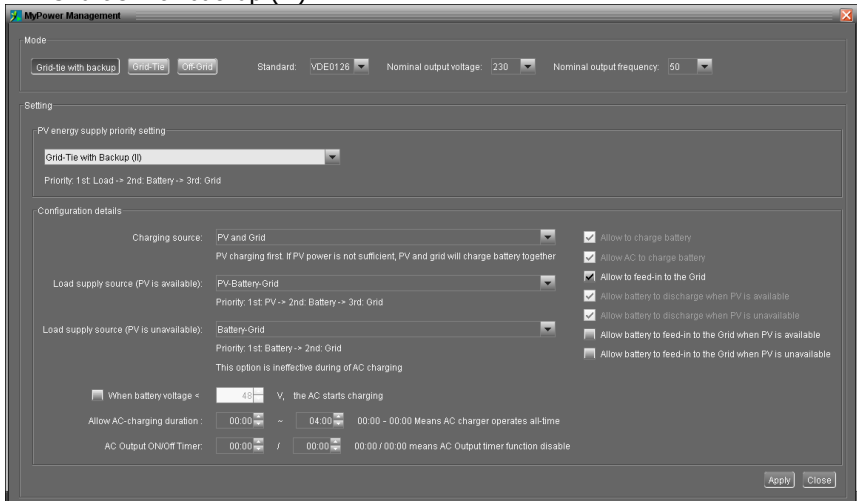 MyPower Management
Mode
Grid-tie with backup Grid-Tie Off-Grid Standard: VDE0126 Nominal output voltage: 230 Nominal output frequency: 50
Setting
PV energy supply priority setting
Grid-Tie with Backup (II)
Priority: 1st: Load -> 2nd: Battery -> 3rd: Grid
Configuration details
Charging source: PV and Grid
PV charging first. If PV power is not sufficient, PV and grid will charge battery together
Load supply source (PV is available): PV-Battery-Grid
Priority: 1st: PV -> 2nd: Battery -> 3rd: Grid
Load supply source (PV is unavailable): Battery-Grid
Priority: 1st: Battery -> 2nd: Grid
This option is ineffective during of AC charging
Allow to charge battery
Allow AC to charge battery
Allow to feed-in to the Grid
Allow battery to discharge when PV is available
Allow battery to discharge when PV is unavailable
Allow battery to feed-in to the Grid when PV is available
Allow battery to feed-in to the Grid when PV is unavailable
When battery voltage < 48 V, the AC starts charging
Allow AC-charging duration : 00:00 ~ 04:00 00:00 - 00:00 Means AC charger operates all-time
AC Output ON/Off Timer: 00:00 / 00:00 00:00 / 00:00 means AC Output timer function disable
Apply Close